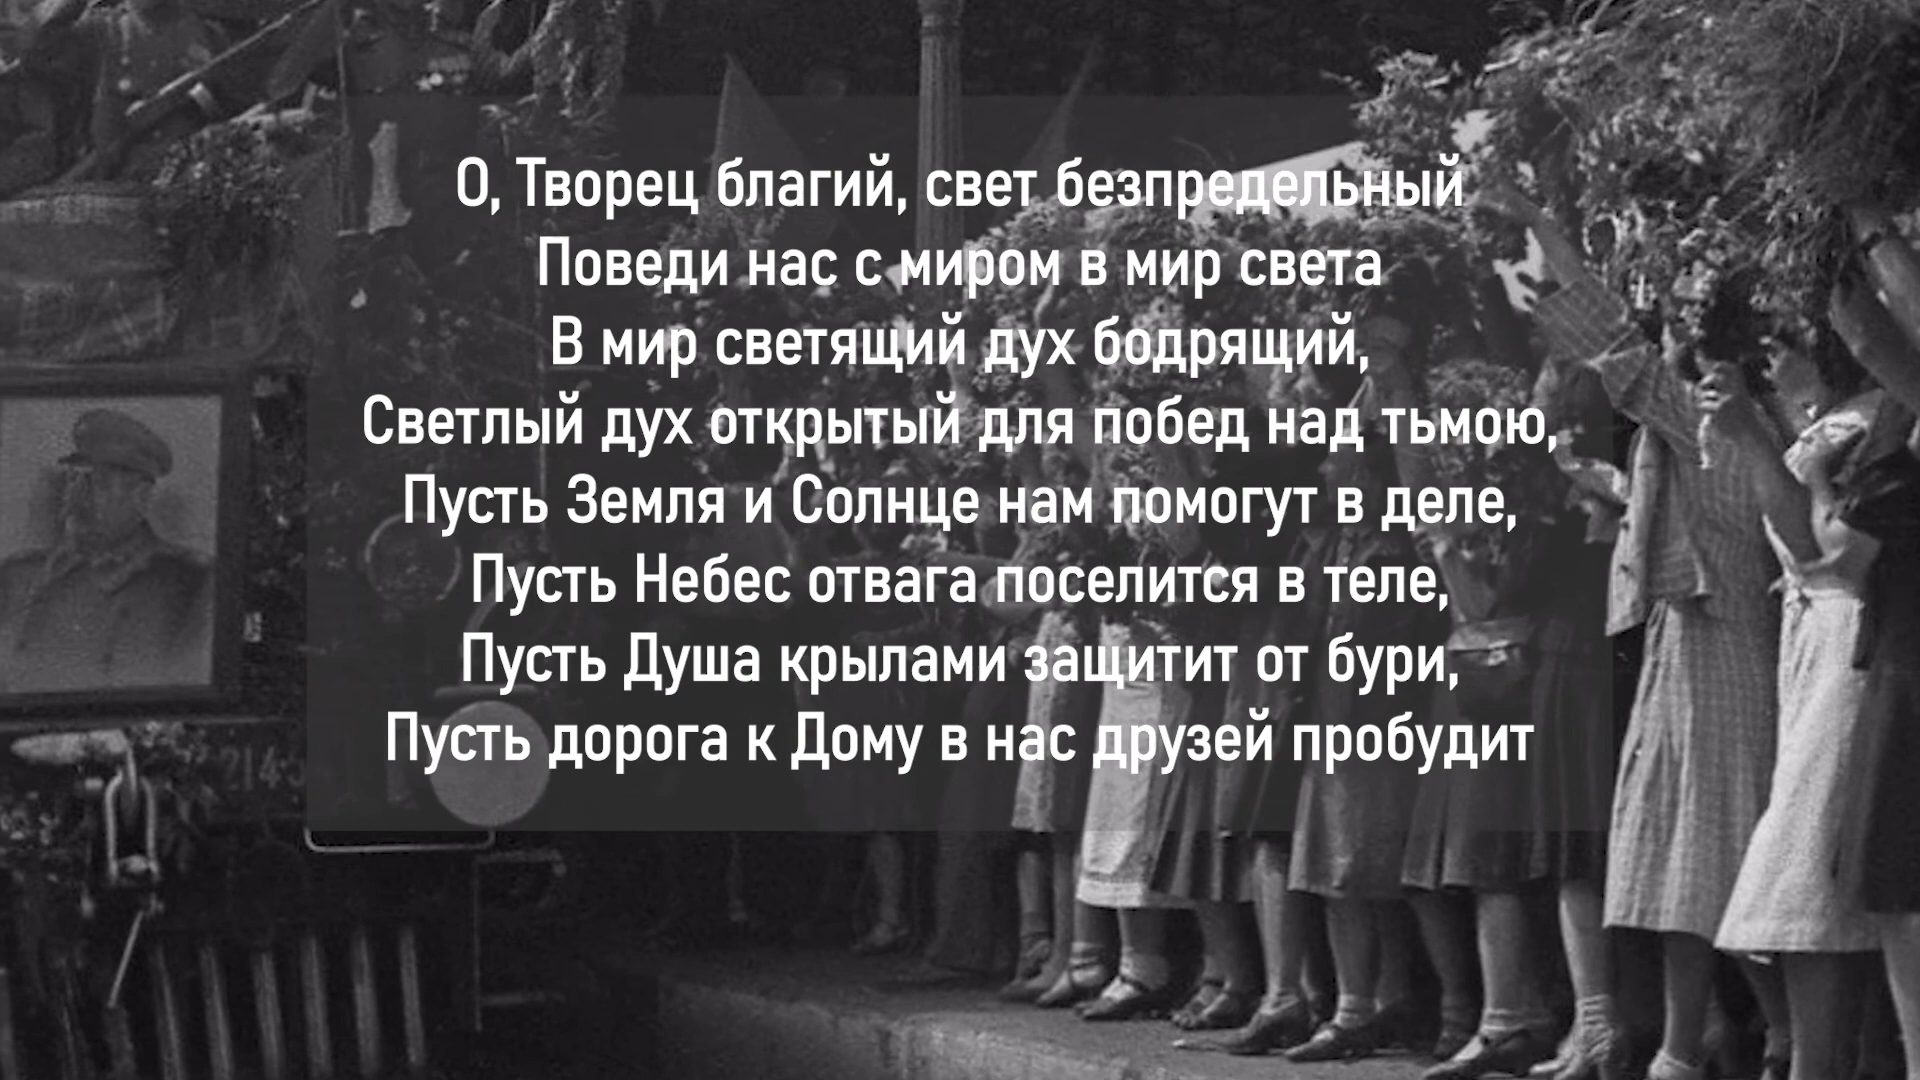 О, Творец благий, свет безпредельный
Поведи нас с миром в мир света
В мир светящий дух бодрящий,
Светлый дух открытый для побед над тьмою,
Пусть Земля и Солнце нам помогут в деле,
Пусть Небес отвага поселится в теле,
Пусть Душа крылами защитит от бури,
Пусть дорога к Дому в нас друзей пробудит